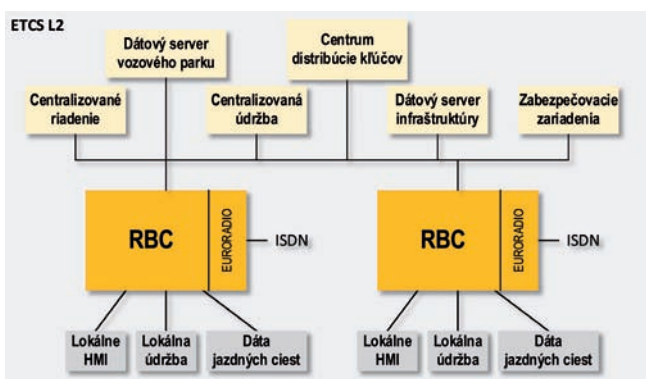 ETCS L2
Dátový server
vozového parku
Centrum
distribúcie kľúčov
Centralizované
riadenie
Centralizovaná
údržba
Dátový server
infraštruktúry
Zabezpečovacie
zariadenia
RBC
EURORADIO
ISDN
RBC
EURORADIO
ISDN
Lokálne
HMI
Lokálna
údržba
Dáta
jazdných ciest
Lokálne
HMI
Lokálna
údržba
Dáta
jazdných ciest